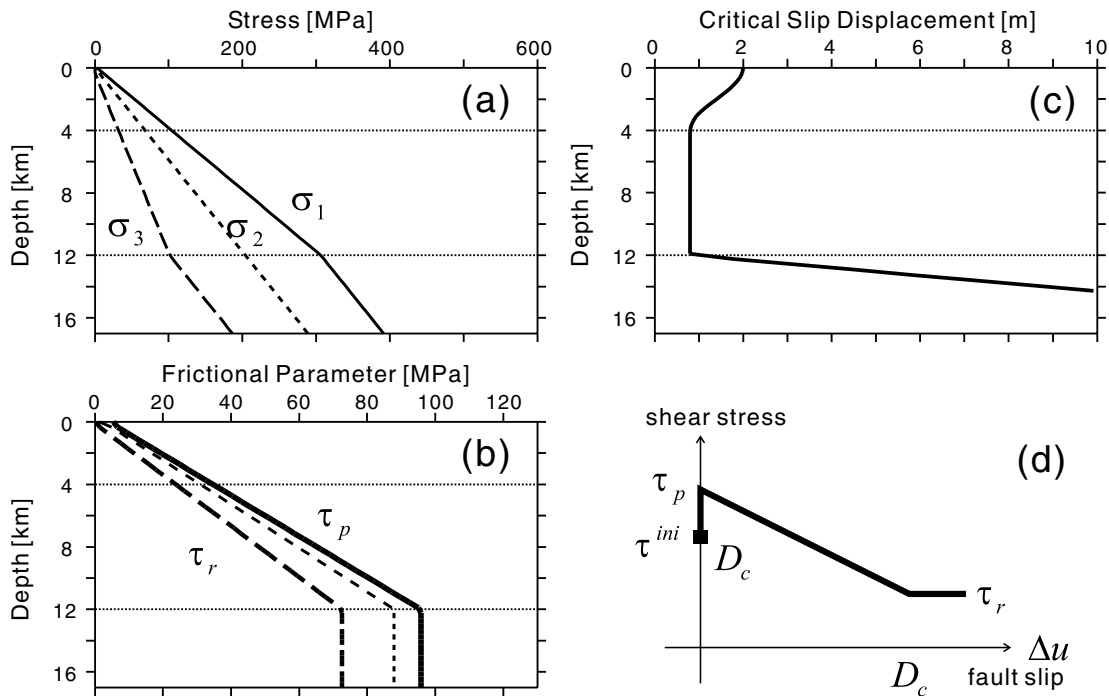 Stress [MPa]
0 200 400 600
(a)
Depth [km]
0
4
8
12
16
σ1
σ2
σ3
Critical Slip Displacement [m]
0 2 4 6 8 10
(c)
Depth [km]
0
4
8
12
16
Frictional Parameter [MPa]
0 20 40 60 80 100 120
(b)
Depth [km]
0
4
8
12
16
τp
τr
shear stress
(d)
τp
τ ini
Dc
τr
Δu
Dc
fault slip